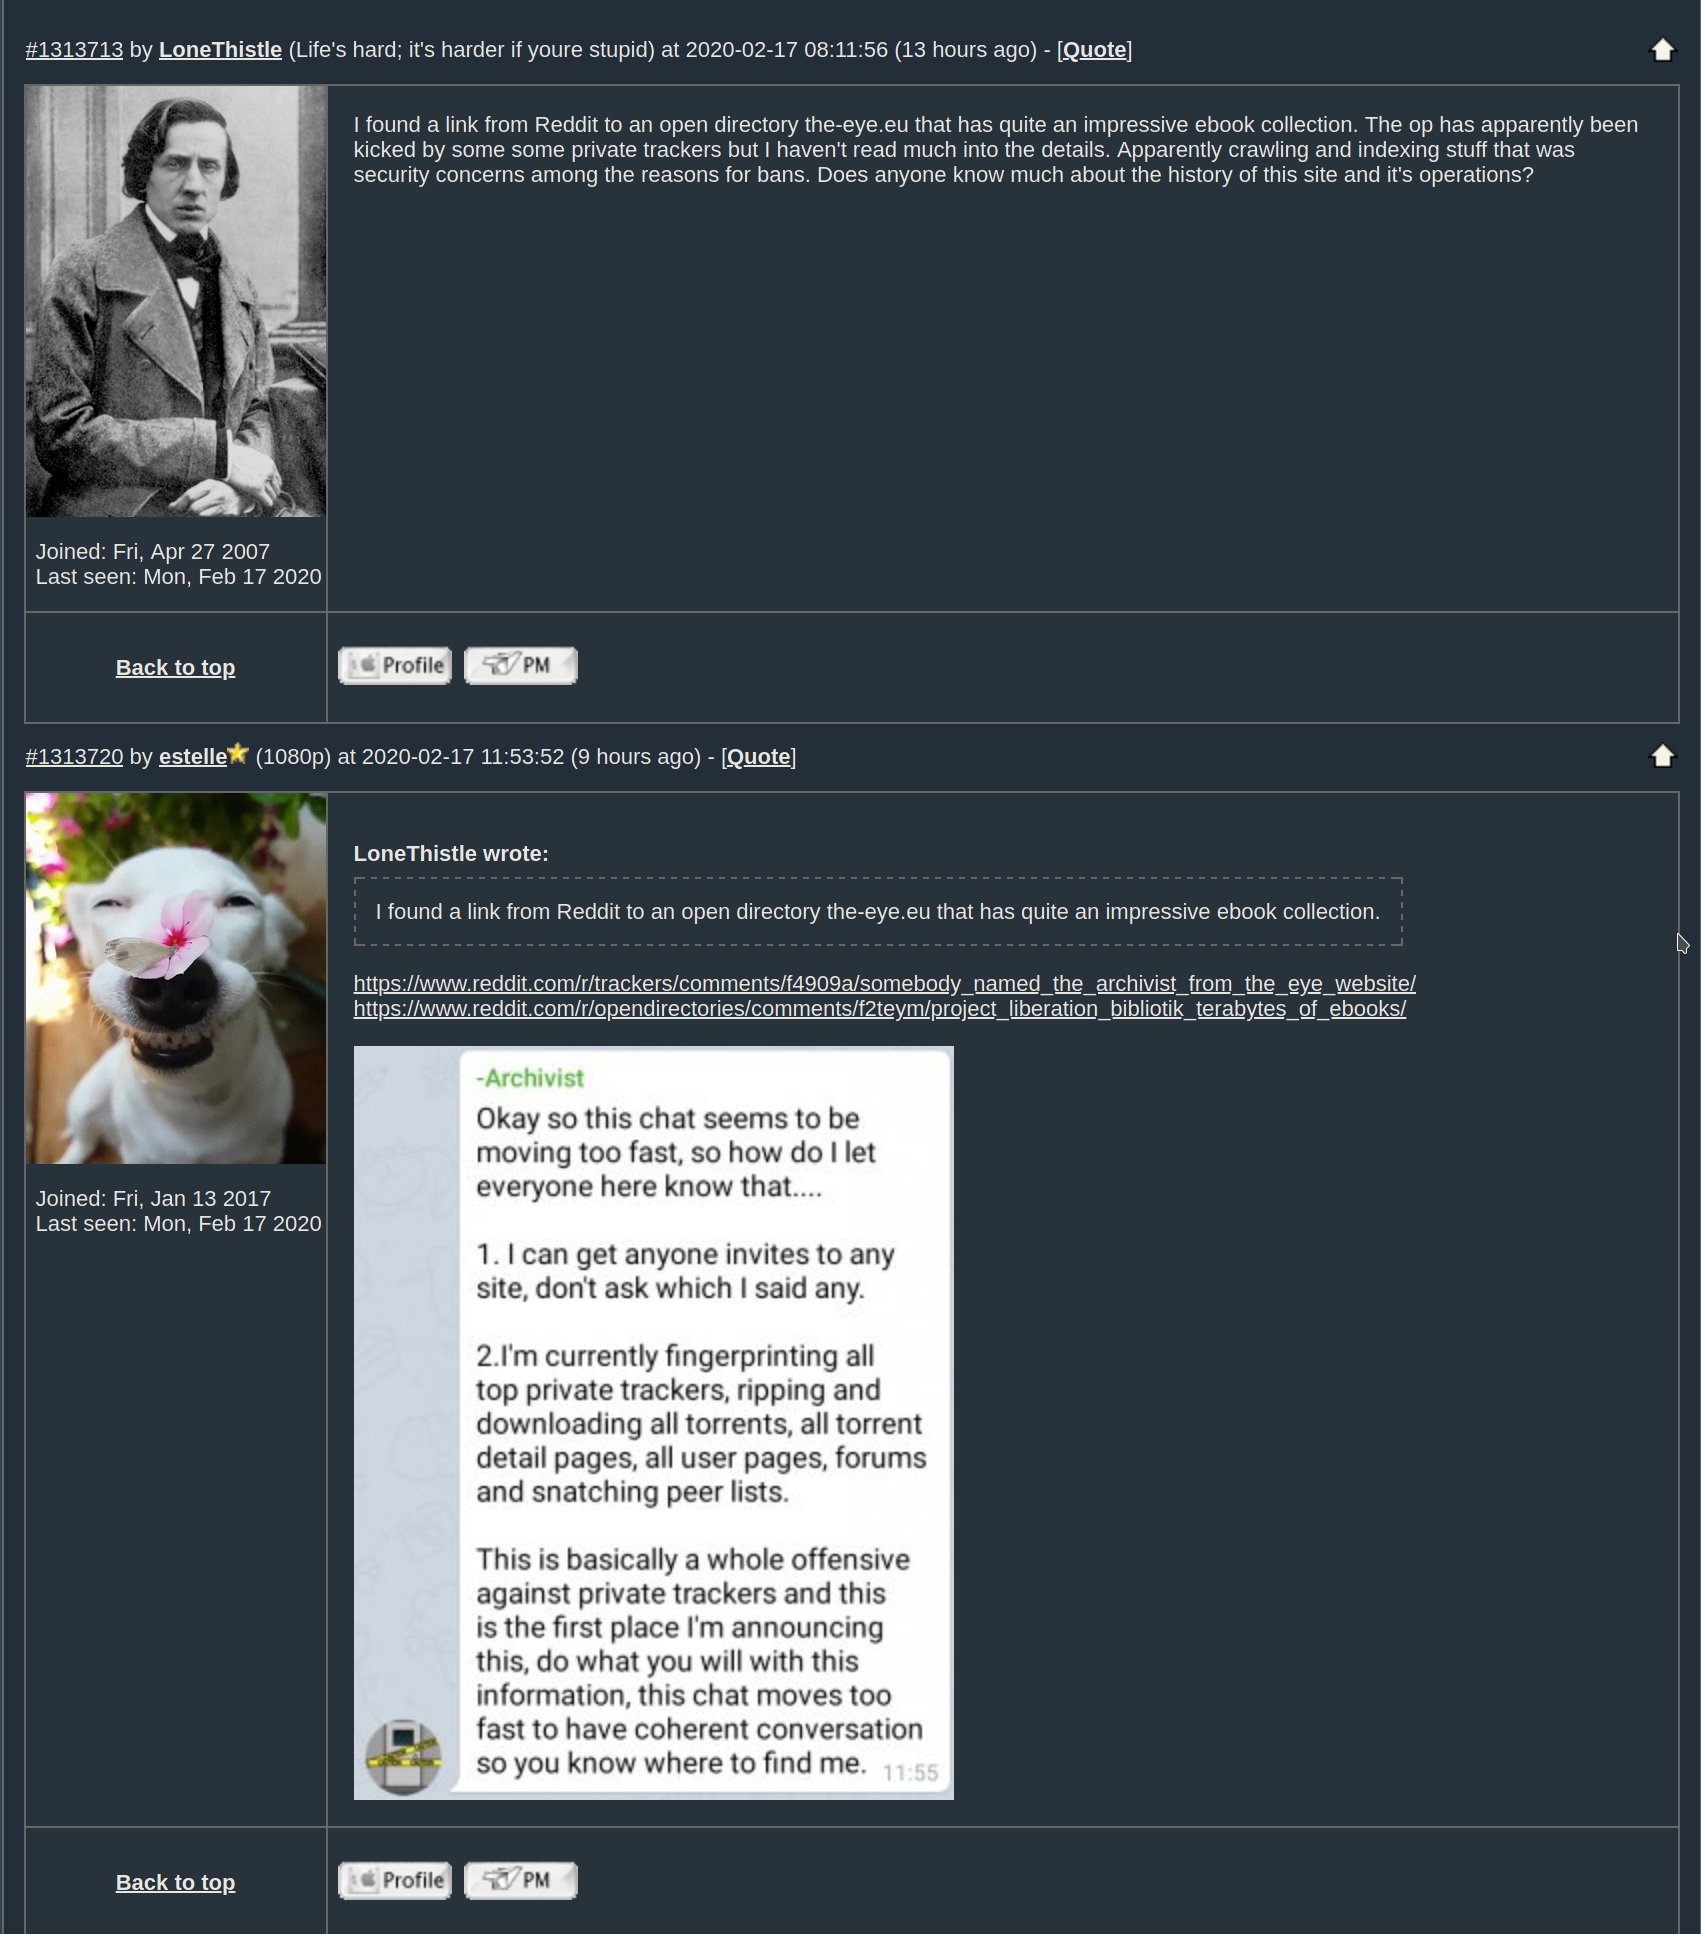 #1313713 by LoneThistle (Life's hard; it's harder if youre stupid) at 2020-02-17 08:11:56 (13 hours ago) - [Quote]
I found a link from Reddit to an open directory the-eye.eu that has quite an impressive ebook collection. The op has apparently been
kicked by some some private trackers but I haven't read much into the details. Apparently crawling and indexing stuff that was
security concerns among the reasons for bans. Does anyone know much about the history of this site and it's operations?
Joined: Fri, Apr 27 2007
Last seen: Mon, Feb 17 2020
Back to top
Profile PM
#1313720 by estelle (1080p) at 2020-02-17 11:53:52 (9 hours ago) - [Quote]
LoneThistle wrote:
I found a link from Reddit to an open directory the-eye.eu that has quite an impressive ebook collection.
https://www.reddit.com/r/trackers/comments/f4909a/somebody_named_the_archivist_from_the_eye_website/
https://www.reddit.com/r/opendirectories/comments/f2teym/project_liberation_bibliotik_terabytes_of_ebooks/
Joined: Fri, Jan 13 2017
Last seen: Mon, Feb 17 2020
-Archivist
Okay so this chat seems to be
moving too fast, so how do I let
everyone here know that....
1. I can get anyone invites to any
site, don't ask which I said any.
2.I'm currently fingerprinting all
top private trackers, ripping and
downloading all torrents, all torrent
detail pages, all user pages, forums
and snatching peer lists.
This is basically a whole offensive
against private trackers and this
is the first place I'm announcing
this, do what you will with this
information, this chat moves too
fast to have coherent conversation
so you know where to find me. 11:55
Back to top
Profile PM